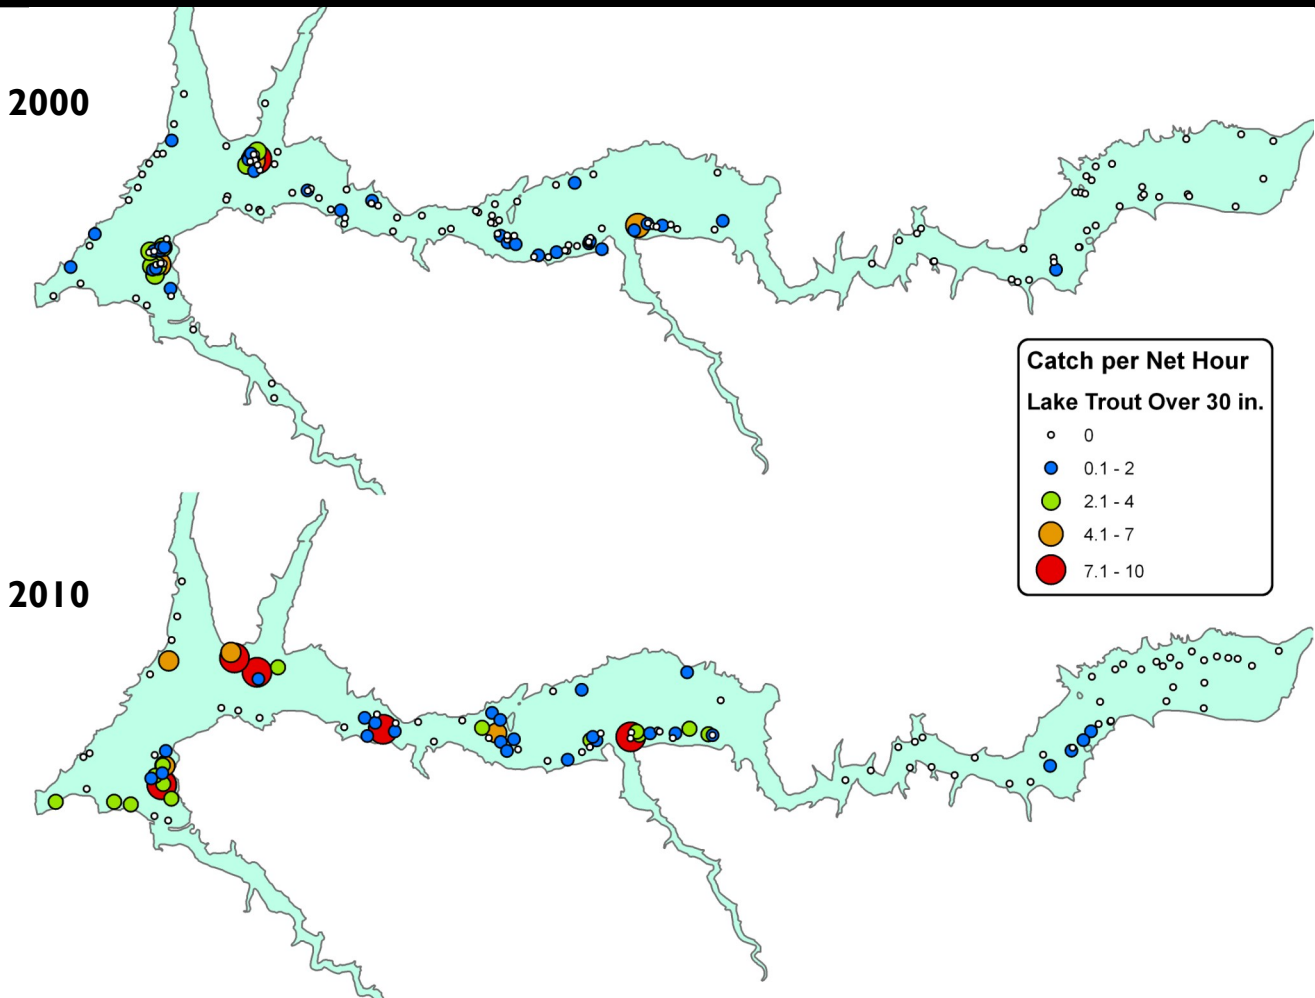 2000
Catch per Net Hour
Lake Trout Over 30 in.
0
0.1 - 2
2.1 - 4
4.1 - 7
7.1 - 10
2010